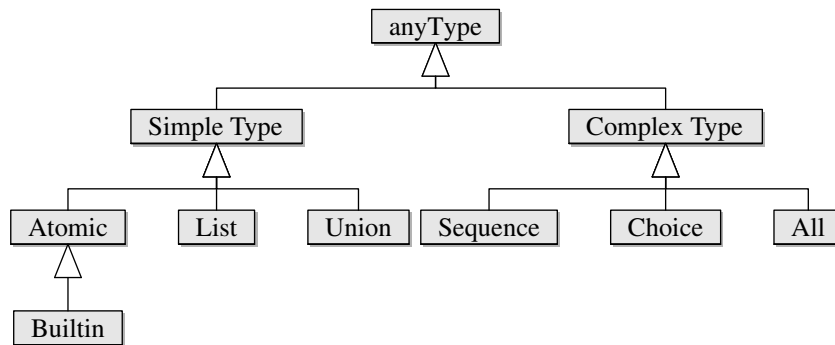 anyType
Simple Type
Complex Type
Atomic
List
Union
Sequence
Choice
All
Builtin